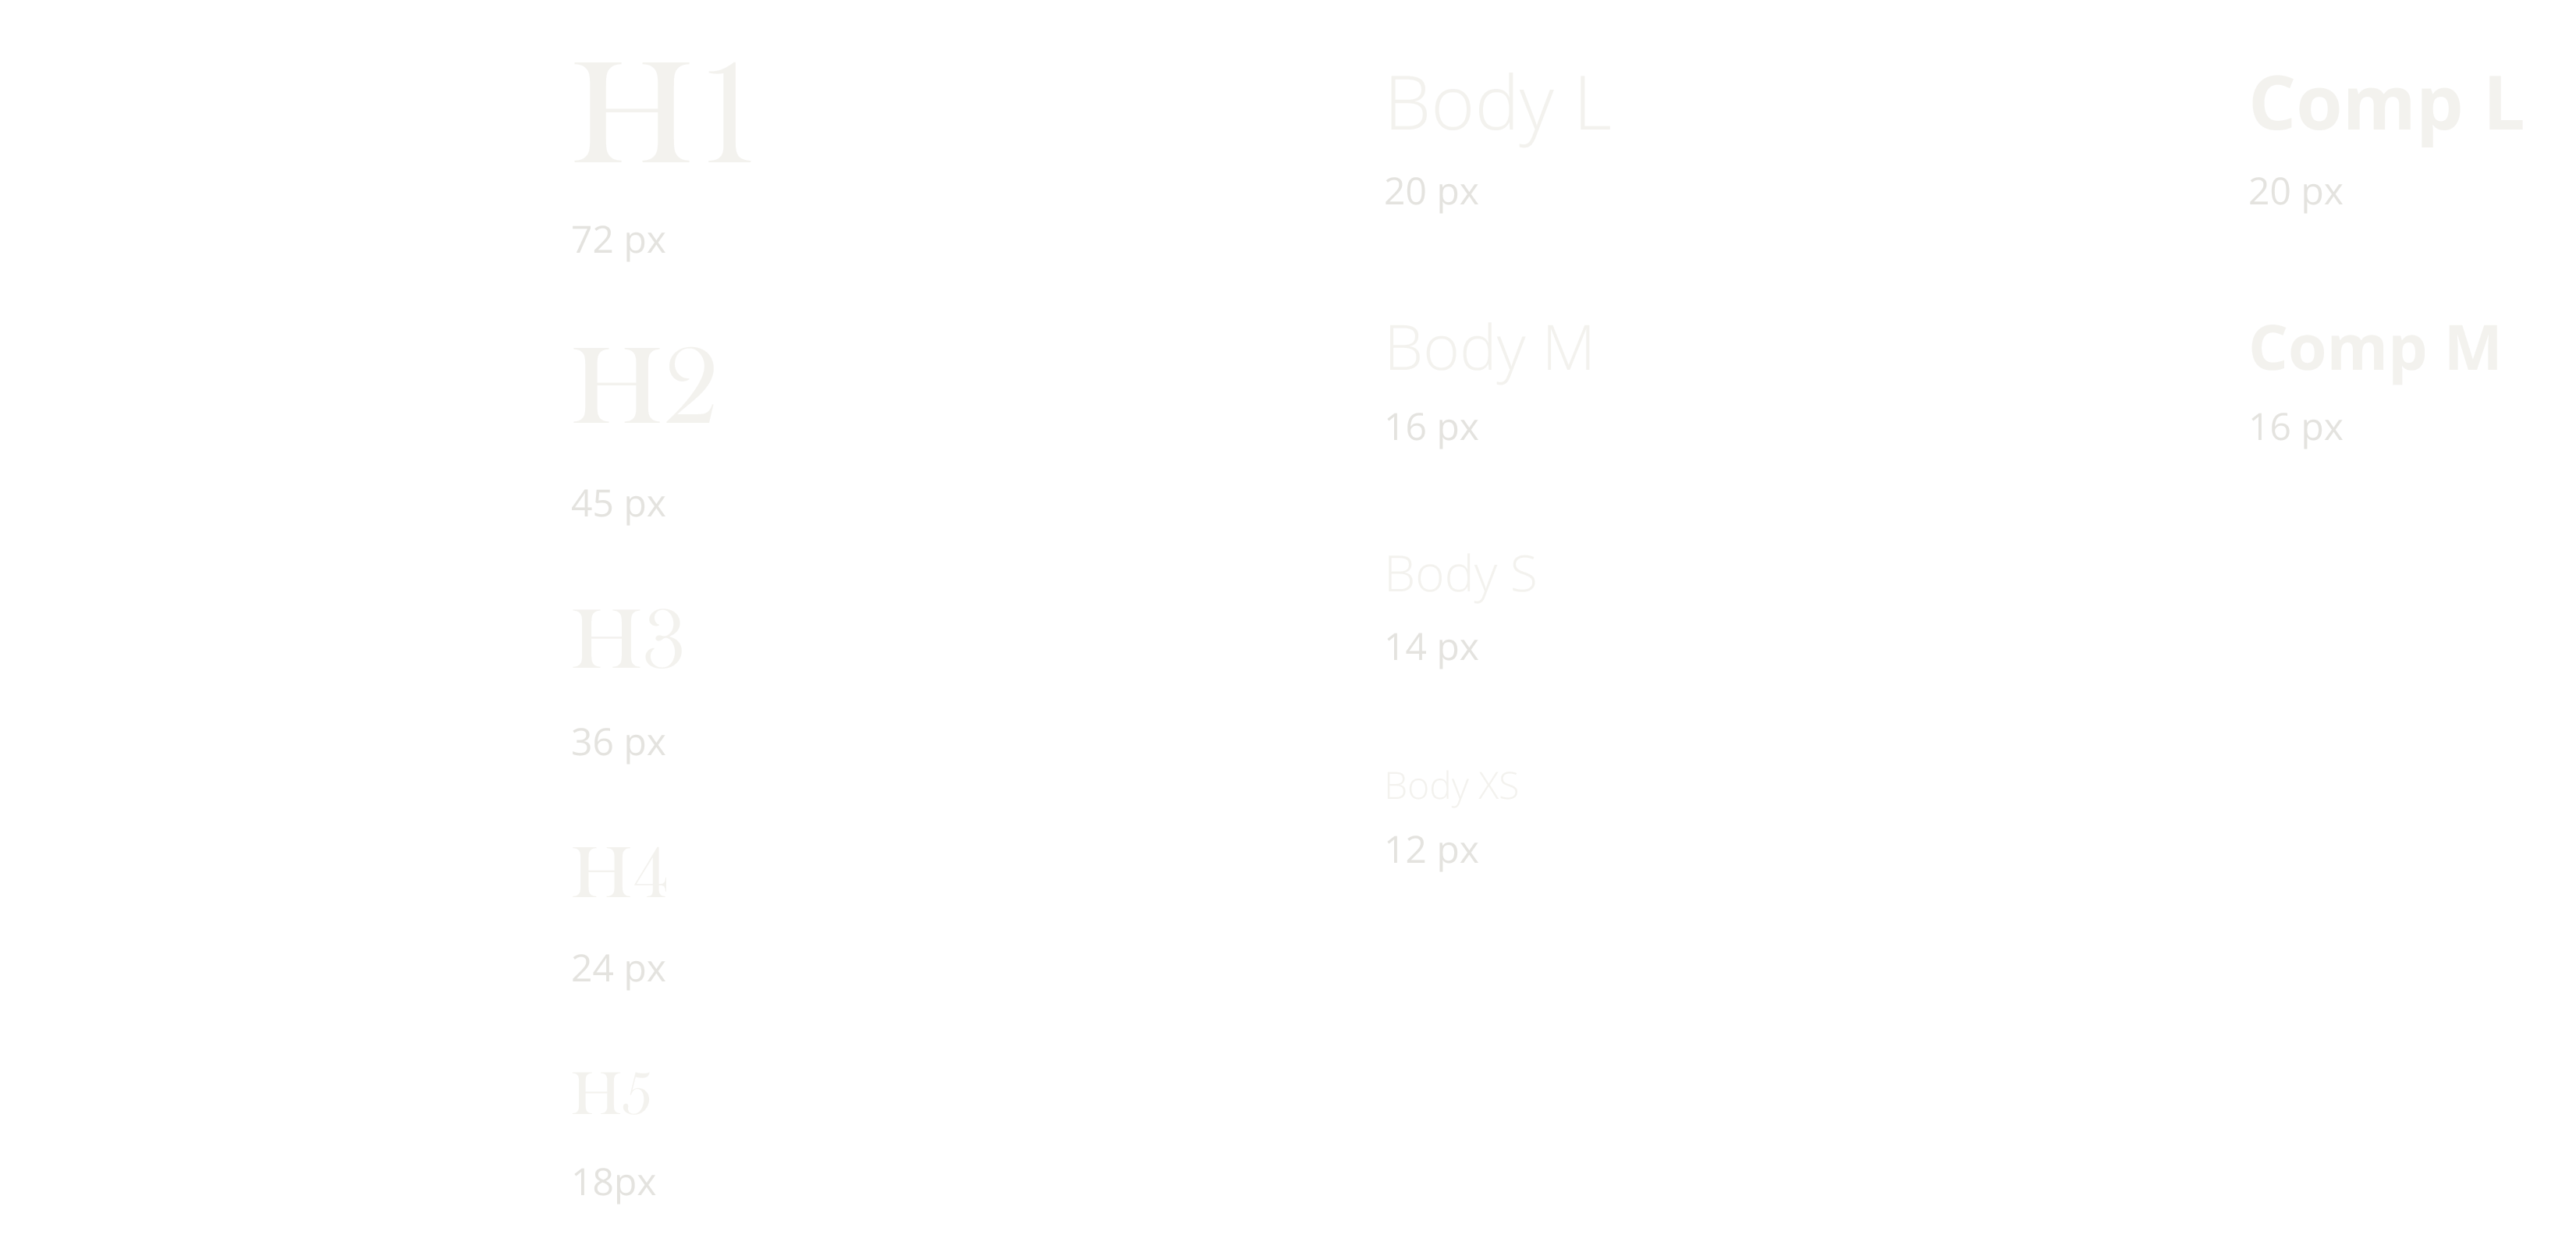 H1
72 px
H2
45 px
H3
36 px
H4
24 px
H5
18px
Body L
20 px
Body M
16 px
Body S
14 px
Body XS
12 px
Comp L
20 px
Comp M
16 px